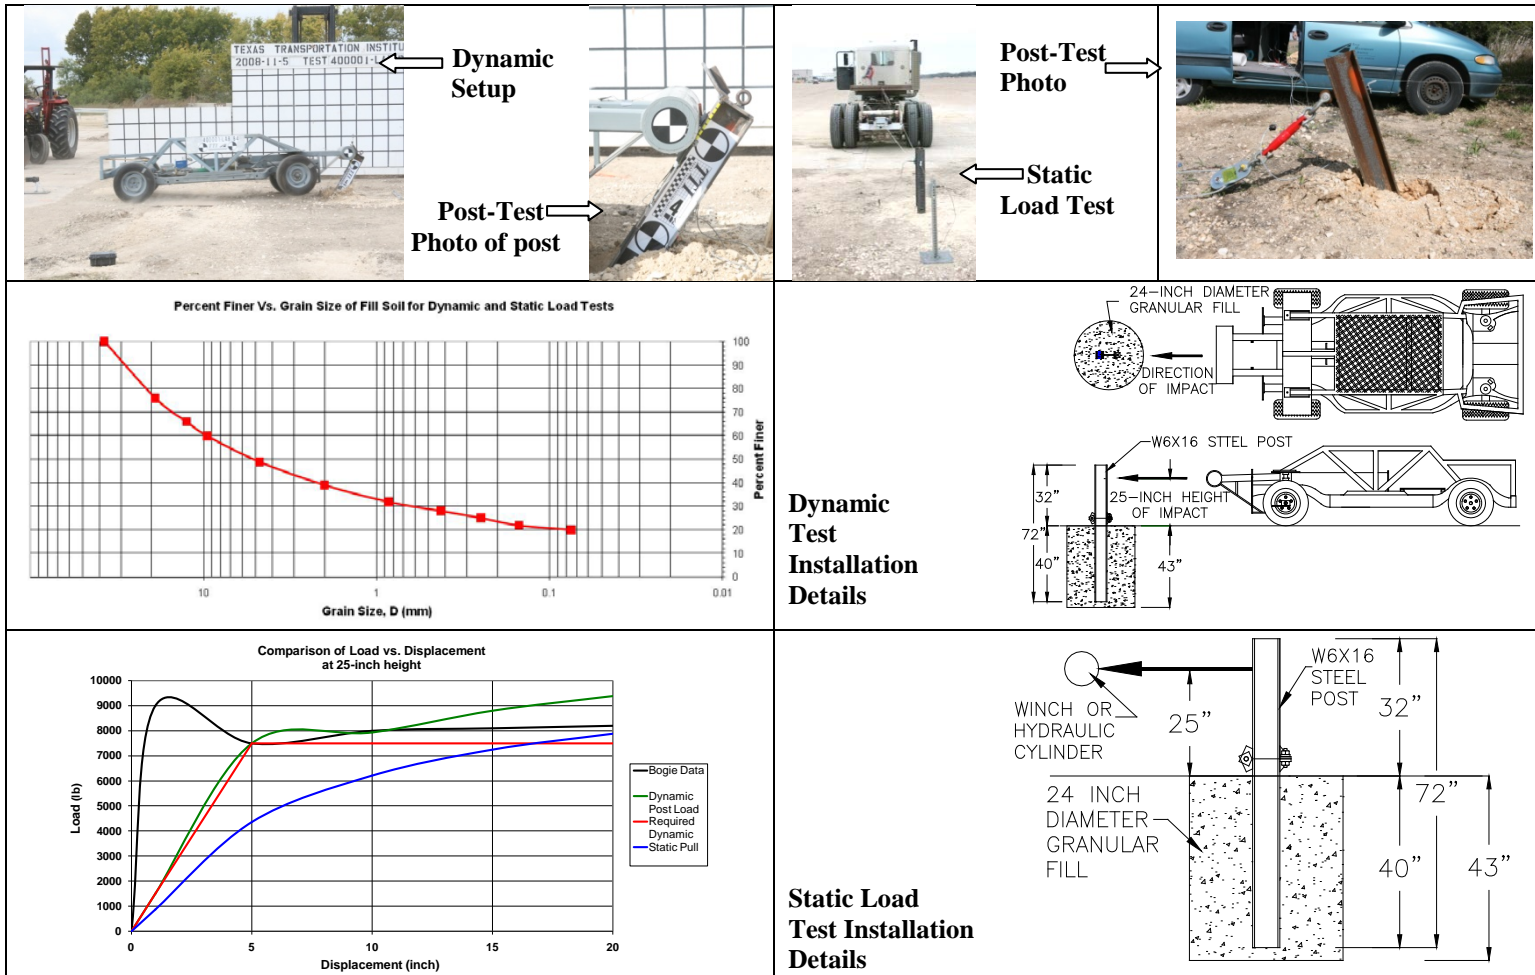 TEXAS TRANSPORTATION INSTITU
2008-11-5 TEST 400001-L
Dynamic
Setup
Post-Test
Photo of post
Static
Load Test
Post-Test
Photo
Percent Finer Vs. Grain Size of Fill Soil for Dynamic and Static Load Tests
100
90
80
70
60
50
40
30
20
10
0
Percent Finer
10
1
0.1
0.01
Grain Size, D (mm)
24-INCH DIAMETER
GRANULAR FILL
DIRECTION
OF IMPACT
W6X16 STTEL POST
32"
25-INCH HEIGHT
OF IMPACT
72"
40"
43"
Dynamic
Test
Installation
Details
Comparison of Load vs. Displacement
at 25-inch height
10000
9000
8000
7000
6000
5000
4000
3000
2000
1000
0
Load (lb)
0
5
10
15
20
Displacement (inch)
Bogie Data
Dynamic
Post Load
Required
Dynamic
Static Pull
W6X16
STEEL
POST
WINCH OR
HYDRAULIC
CYLINDER
25"
32"
24 INCH
DIAMETER
GRANULAR
FILL
72"
40"
43"
Static Load
Test Installation
Details